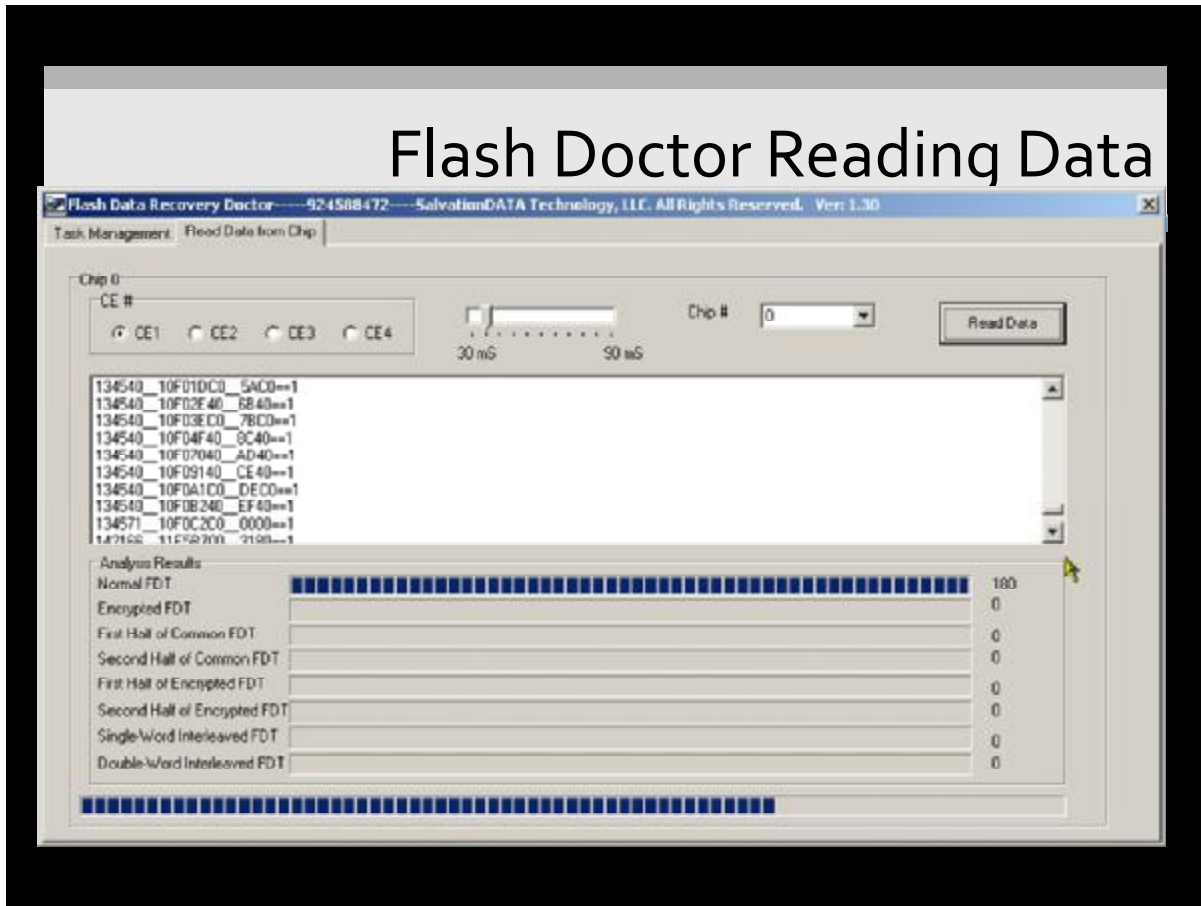 Flash Doctor Reading Data
Flash Data Recovery Doctor-----924588472----SalvationDATA Technology, LLC. All Rights Reserved. Ver: 1.30
Task Management Read Data from Chip
Chip 0
CE #
CE1 CE2 CE3 CE4
30 mS 90 mS
Chip # 0
Read Data
134540__10F01DC0__5AC0==1
134540__10F02E40__6B40==1
134540__10F03EC0__7BC0==1
134540__10F04F40__8C40==1
134540__10F07040__AD40==1
134540__10F09140__CE40==1
134540__10F0A1C0__DEC0==1
134540__10F0B240__EF40==1
134571__10F0C2C0__0000==1
Analysis Results
Normal FDT 180
Encrypted FDT 0
First Half of Common FDT 0
Second Half of Common FDT 0
First Half of Encrypted FDT 0
Second Half of Encrypted FDT 0
Single-Word Interleaved FDT 0
Double-Word Interleaved FDT 0